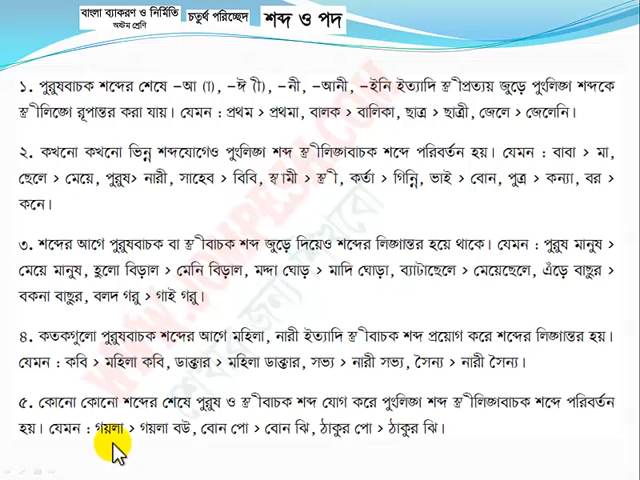 বাংলা ব্যাকরণ ও নির্মিতি
অষ্টম শ্রেণি
চতুর্থ পরিচ্ছেদ
শব্দ ও পদ
১. পুরুষবাচক শব্দের শেষে –আ (া), –ঈ (ী), –নী, –আনী, –ইনি ইত্যাদি স্ত্রীপ্রত্যয় জুড়ে পুংলিঙ্গ শব্দকে
স্ত্রীলিঙ্গে রূপান্তর করা যায়। যেমন : প্রথম > প্রথমা, বালক > বালিকা, ছাত্র > ছাত্রী, জেলে > জেলেনি।
২. কখনো কখনো ভিন্ন শব্দযোগেও পুংলিঙ্গ শব্দ স্ত্রীলিঙ্গবাচক শব্দে পরিবর্তন হয়। যেমন : বাবা > মা,
ছেলে > মেয়ে, পুরুষ> নারী, সাহেব > বিবি, স্বামী > স্ত্রী, কর্তা > গিন্নি, ভাই > বোন, পুত্র > কন্যা, বর >
কনে।
৩. শব্দের আগে পুরুষবাচক বা স্ত্রীবাচক শব্দ জুড়ে দিয়েও শব্দের লিঙ্গান্তর হয়ে থাকে। যেমন : পুরুষ মানুষ >
মেয়ে মানুষ, হুলো বিড়াল > মেনি বিড়াল, মদ্দা ঘোড় > মাদি ঘোড়া, ব্যাটাছেলে > মেয়েছেলে, এঁড়ে বাছুর >
বকনা বাছুর, বলদ গরু > গাই গরু।
৪. কতকগুলো পুরুষবাচক শব্দের আগে মহিলা, নারী ইত্যাদি স্ত্রীবাচক শব্দ প্রয়োগ করে শব্দের লিঙ্গান্তর হয়।
যেমন : কবি > মহিলা কবি, ডাক্তার > মহিলা ডাক্তার, সভ্য > নারী সভ্য, সৈন্য > নারী সৈন্য।
৫. কোনো কোনো শব্দের শেষে পুরুষ ও স্ত্রীবাচক শব্দ যোগ করে পুংলিঙ্গ শব্দ স্ত্রীলিঙ্গবাচক শব্দে পরিবর্তন
হয়। যেমন : গয়লা > গয়লা বউ, বোন পো > বোন ঝি, ঠাকুর পো > ঠাকুর ঝি।